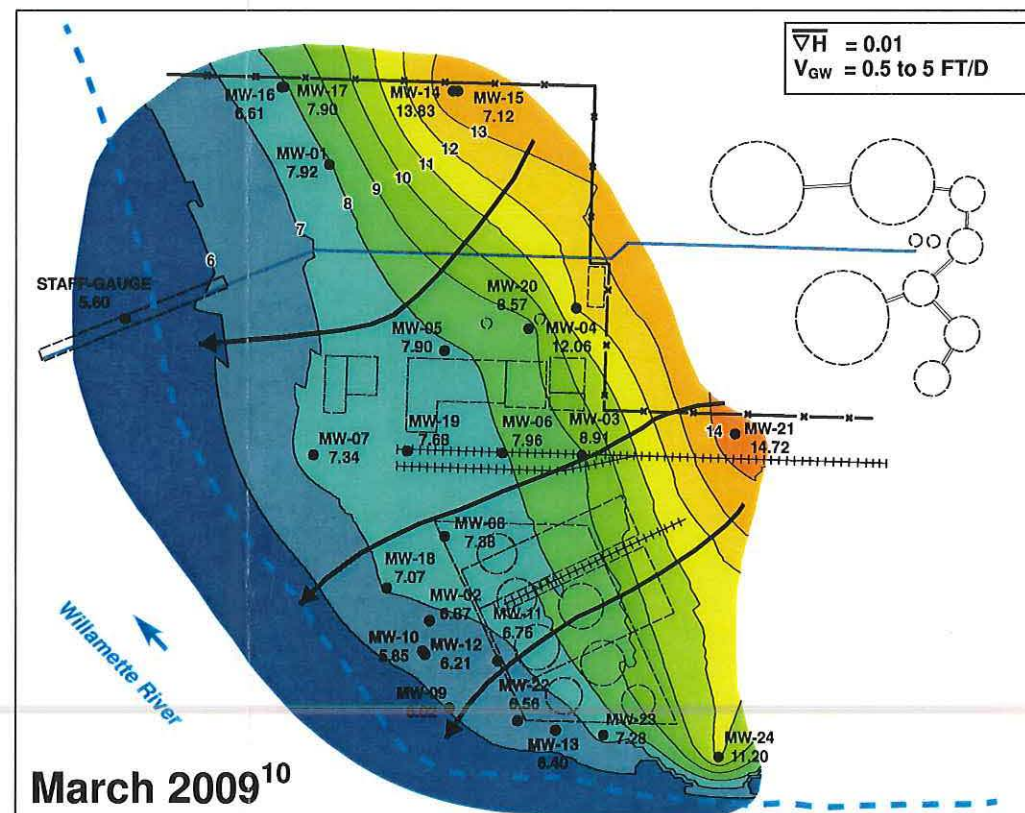 ∇H = 0.01
V_GW = 0.5 to 5 FT/D
MW-16
6.61
MW-17
7.90
MW-14
13.83
MW-15
7.12
13
12
11
10
9
8
7
6
MW-01
7.92
STAFF-GAUGE
5.60
MW-20
8.57
MW-04
12.06
MW-05
7.90
MW-07
7.34
MW-19
7.68
MW-06
7.96
MW-03
8.91
14
MW-21
14.72
MW-08
7.38
MW-18
7.07
MW-02
6.87
MW-11
6.76
MW-10
5.85
MW-12
6.21
MW-09
6.02
MW-22
6.56
MW-13
6.40
MW-23
7.28
MW-24
11.20
Willamette River
March 2009¹⁰